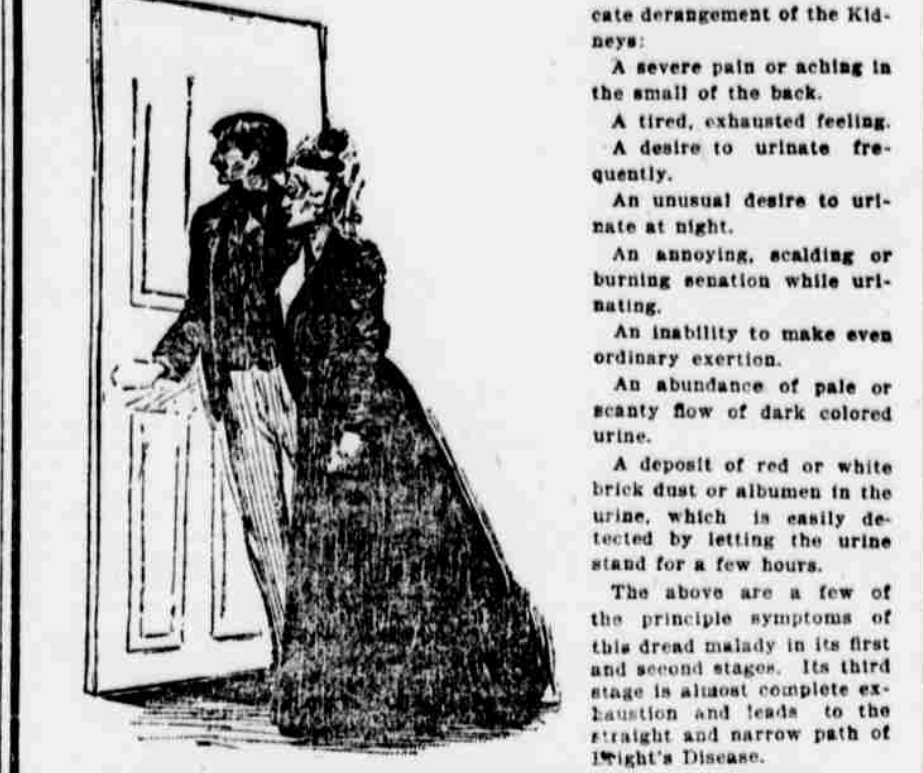 cate derangement of the Kid-
neys:
A severe pain or aching in
the small of the back.
A tired, exhausted feeling.
A desire to urinate fre-
quently.
An unusual desire to uri-
nate at night.
An annoying, scalding or
burning senation while uri-
nating.
An inability to make even
ordinary exertion.
An abundance of pale or
scanty flow of dark colored
urine.
A deposit of red or white
brick dust or albumen in the
urine, which is easily de-
tected by letting the urine
stand for a few hours.
The above are a few of
the principle symptoms of
this dread malady in its first
and second stages. Its third
stage is almost complete ex-
haustion and leads to the
straight and narrow path of
Bright's Disease.